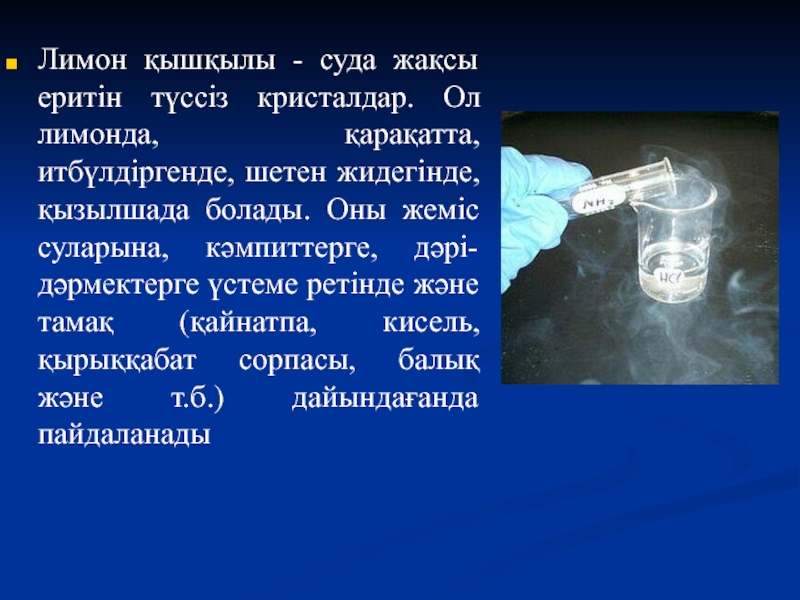 Лимон қышқылы - суда жақсы
еритін түссіз кристалдар. Ол
лимонда, қарақатта,
итбүлдіргенде, шетен жидегінде,
қызылшада болады. Оны жеміс
суларына, кәмпиттерге, дәрі-
дәрмектерге үстеме ретінде және
тамақ (қайнатпа, кисель,
қырыққабат сорпасы, балық
және т.б.) дайындағанда
пайдаланады
NH3
HCl